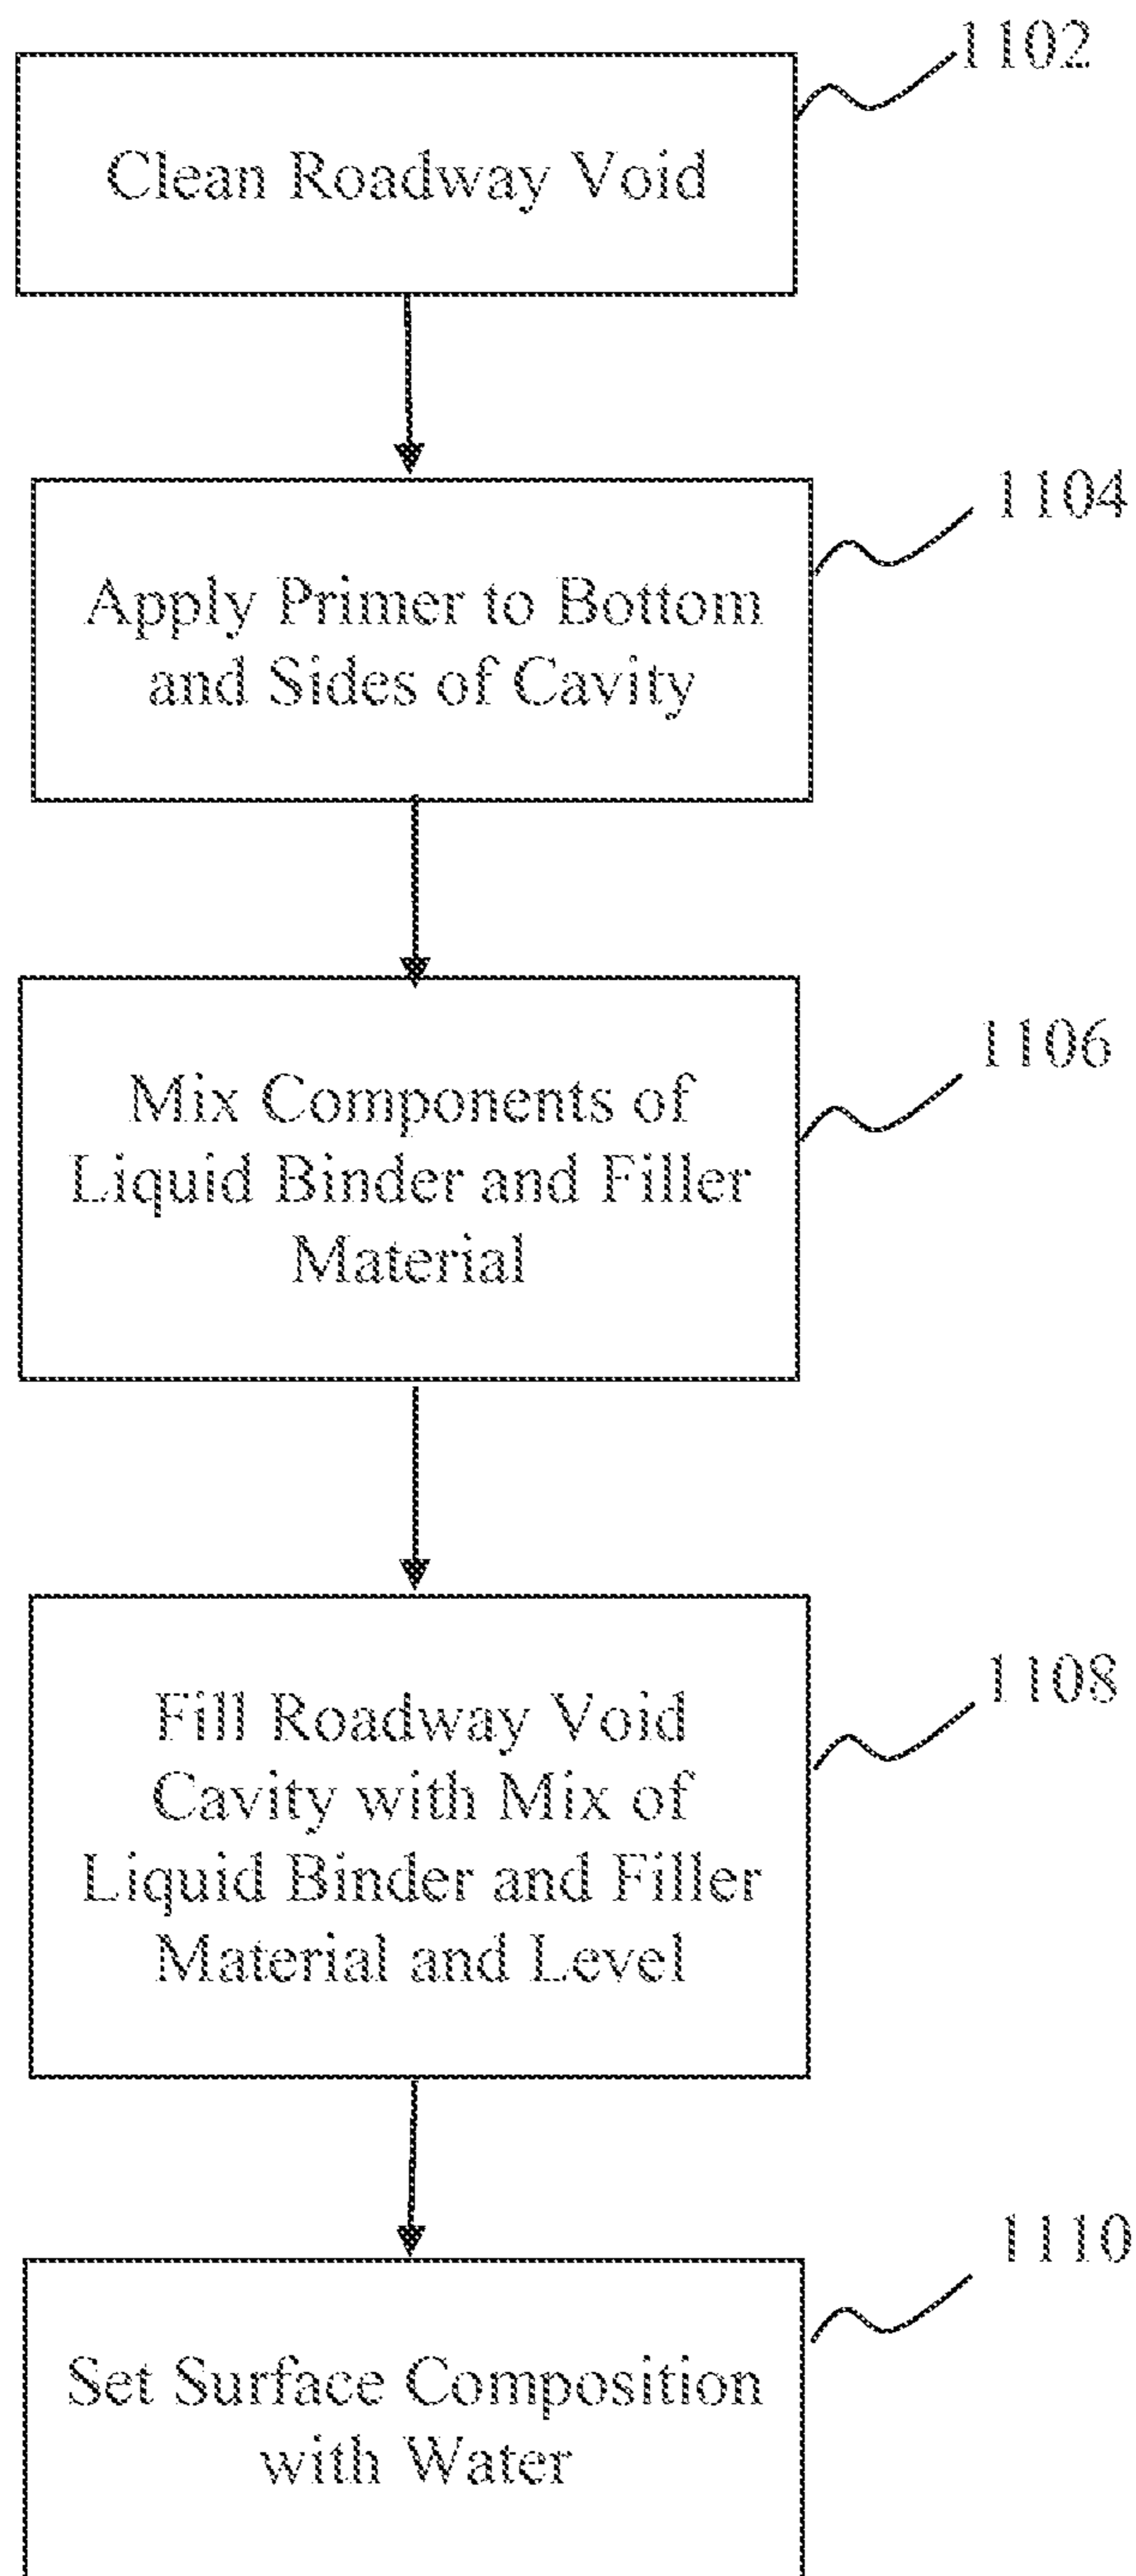 1102
Clean Roadway Void
1104
Apply Primer to Bottom
and Sides of Cavity
1106
Mix Components of
Liquid Binder and Filler
Material
1108
Fill Roadway Void
Cavity with Mix of
Liquid Binder and Filler
Material and Level
1110
Set Surface Composition
with Water